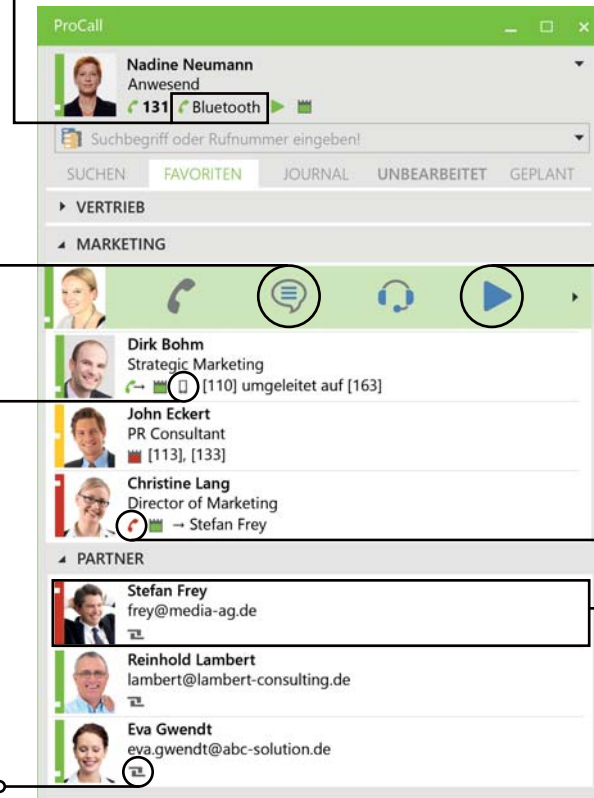 ProCall
Nadine Neumann
Anwesend
131 Bluetooth
Suchbegriff oder Rufnummer eingeben!
SUCHEN FAVORITEN JOURNAL UNBEARBEITET GEPLANT
VERTRIEB
MARKETING
Dirk Bohm
Strategic Marketing
[110] umgeleitet auf [163]
John Eckert
PR Consultant
[113], [133]
Christine Lang
Director of Marketing
→ Stefan Frey
PARTNER
Stefan Frey
frey@media-ag.de
Reinhold Lambert
lambert@lambert-consulting.de
Eva Gwendt
eva.gwendt@abc-solution.de